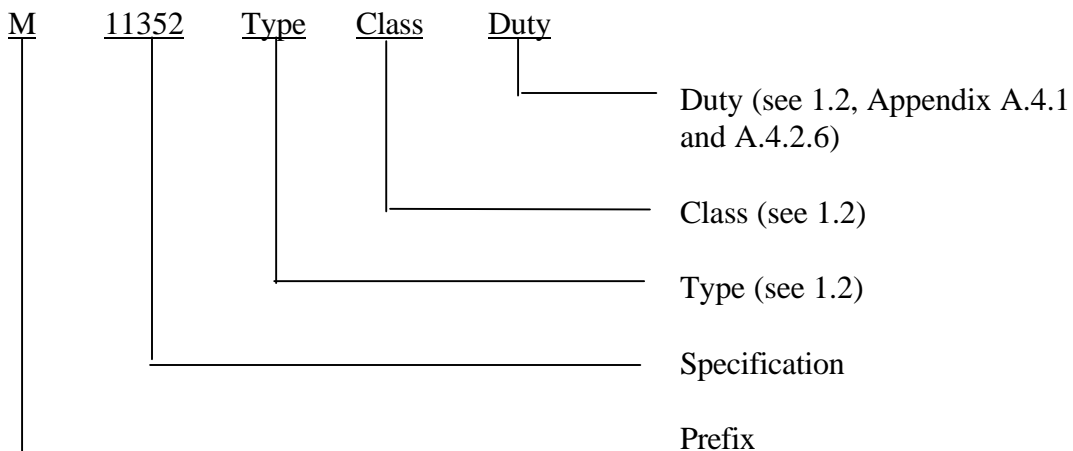 M 11352 Type Class Duty
Duty (see 1.2, Appendix A.4.1
and A.4.2.6)
Class (see 1.2)
Type (see 1.2)
Specification
Prefix